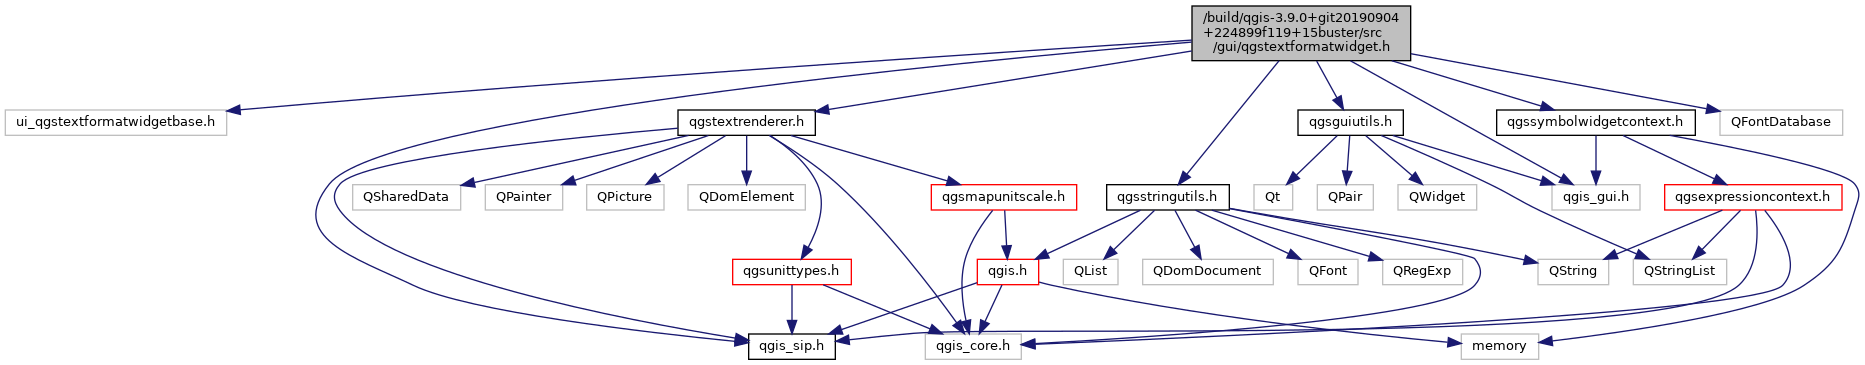 /build/qgis-3.9.0+git20190904
+224899f119+15buster/src
/gui/qgstextformatwidget.h
ui_qgstextformatwidgetbase.h
qgstextrenderer.h
qgsguiutils.h
qgssymbolwidgetcontext.h
QFontDatabase
QSharedData
QPainter
QPicture
QDomElement
qgsmapunitscale.h
qgsstringutils.h
Qt
QPair
QWidget
qgis_gui.h
qgsexpressioncontext.h
qgsunittypes.h
qgis.h
QList
QDomDocument
QFont
QRegExp
QString
QStringList
qgis_sip.h
qgis_core.h
memory